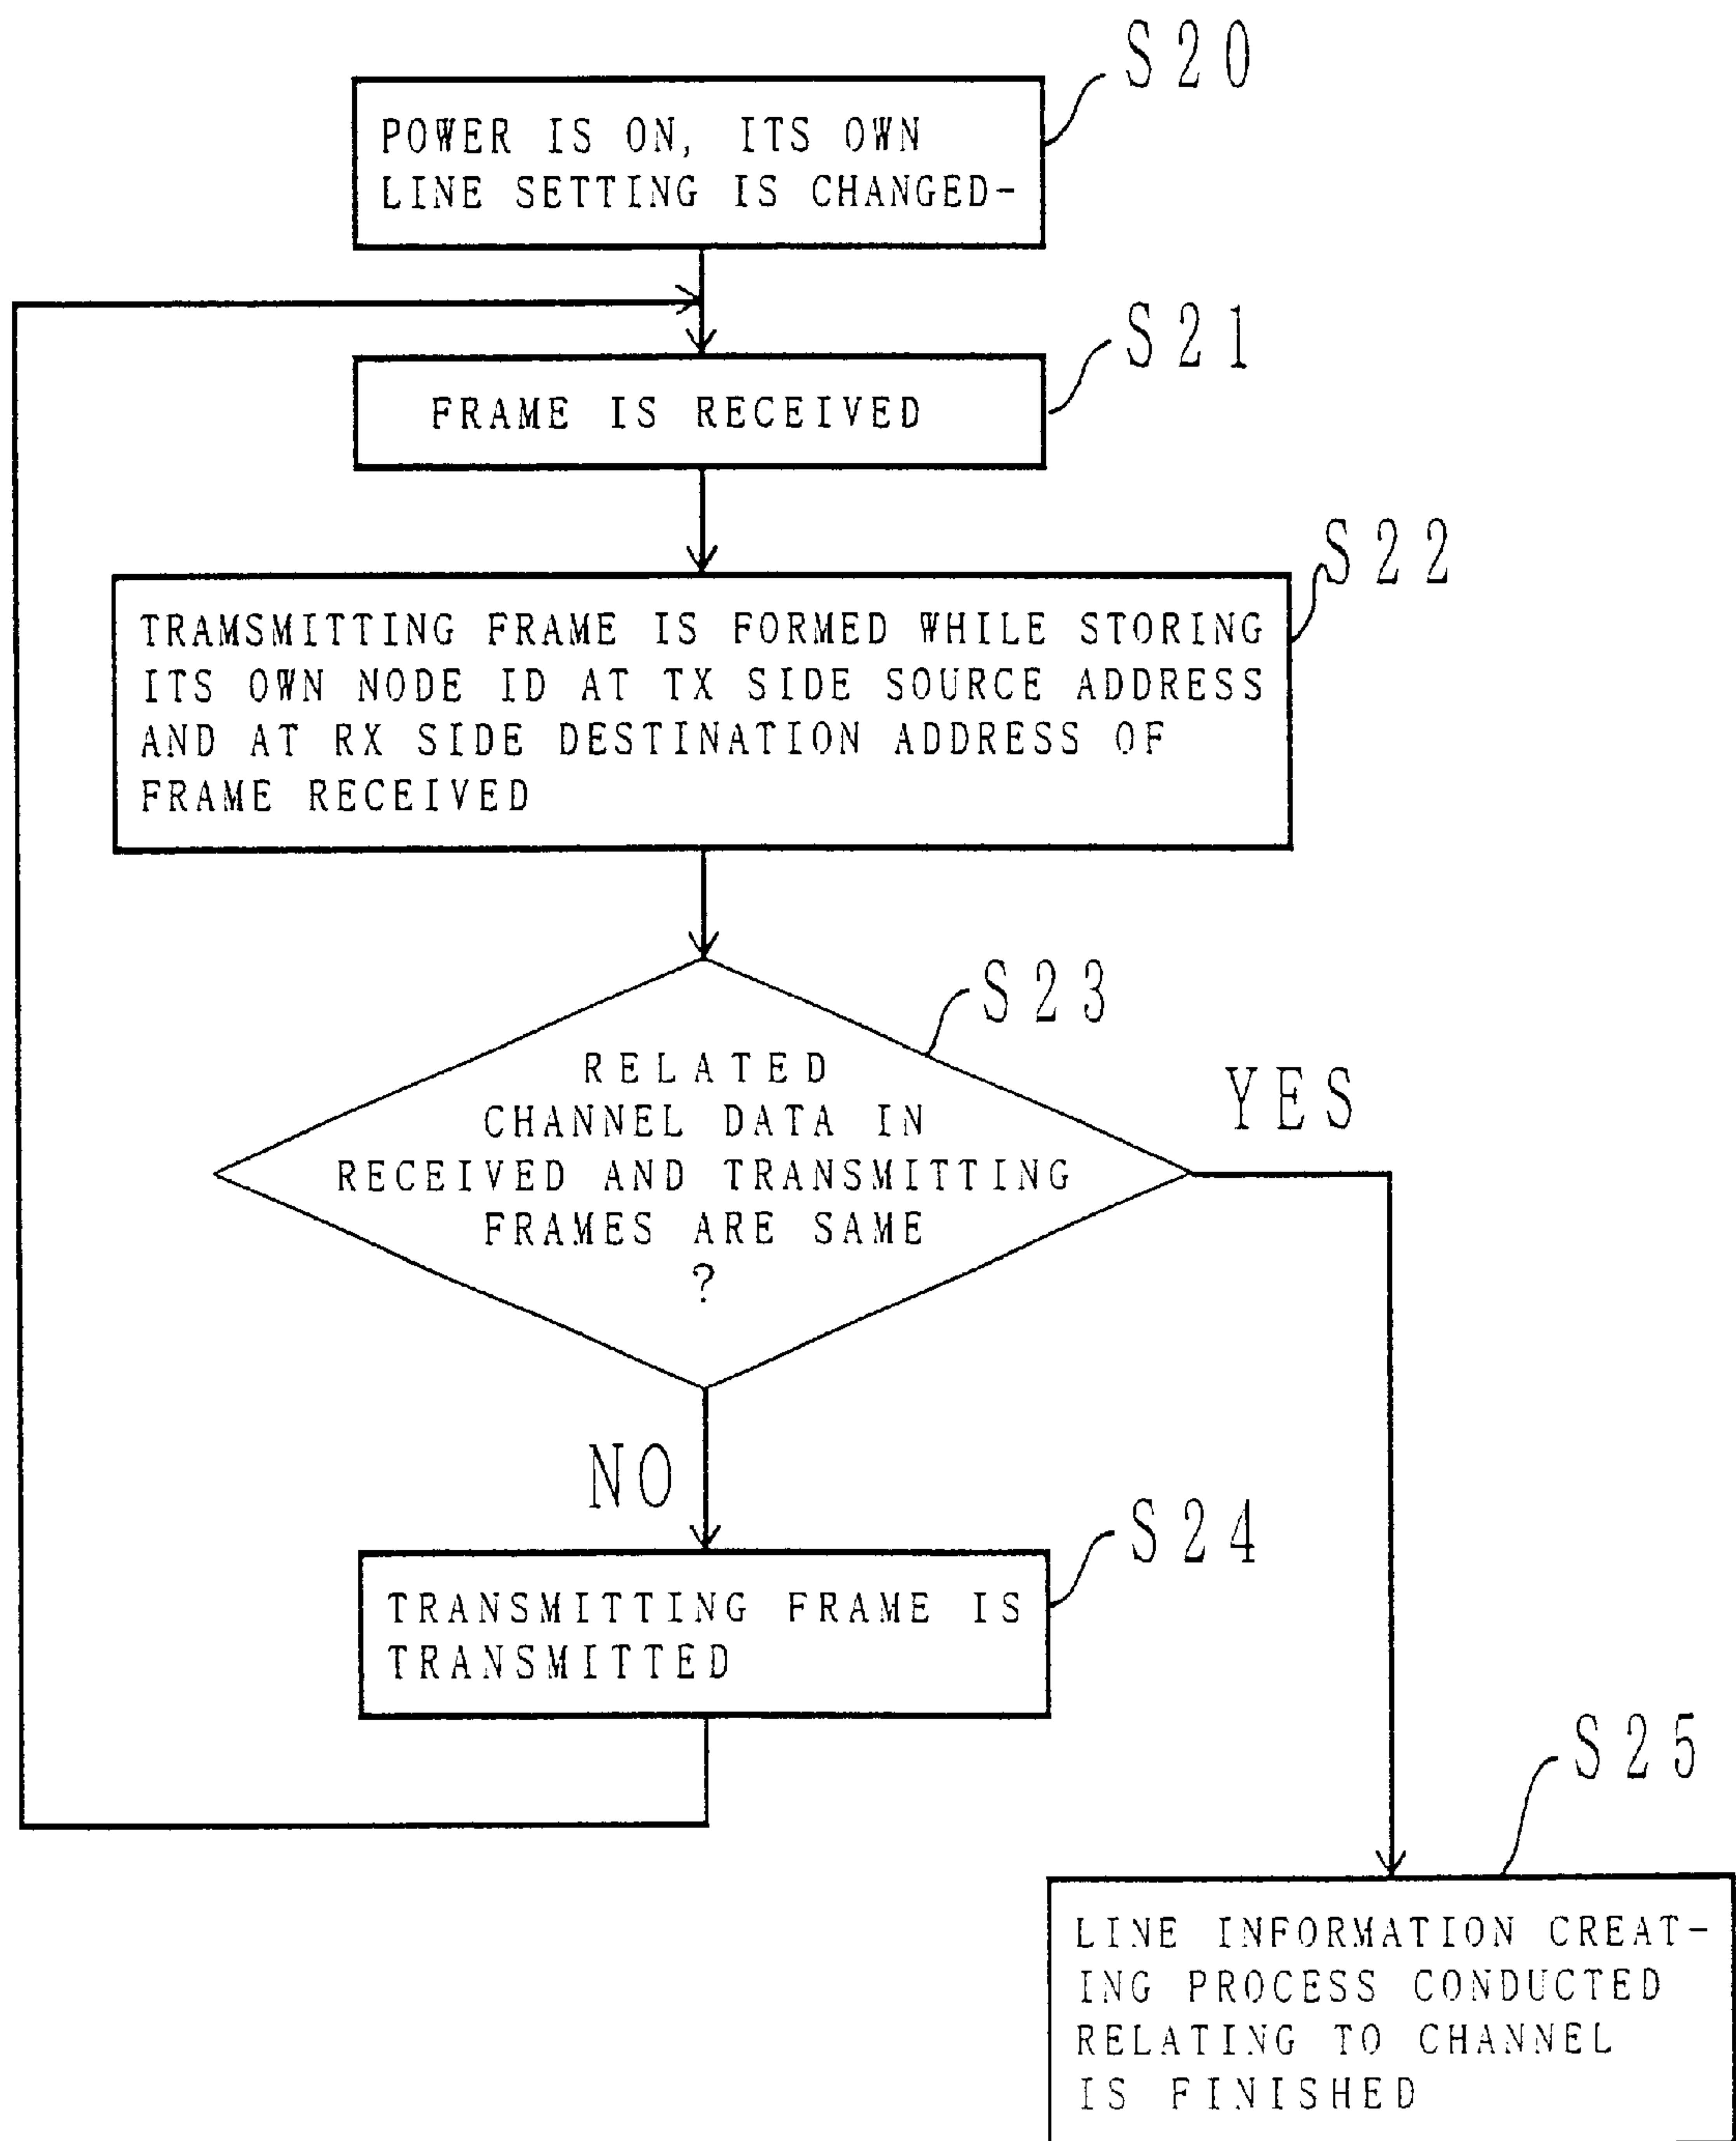 S20
POWER IS ON, ITS OWN
LINE SETTING IS CHANGED-
S21
FRAME IS RECEIVED
S22
TRAMSMITTING FRAME IS FORMED WHILE STORING
ITS OWN NODE ID AT TX SIDE SOURCE ADDRESS
AND AT RX SIDE DESTINATION ADDRESS OF
FRAME RECEIVED
S23
RELATED
CHANNEL DATA IN
RECEIVED AND TRANSMITTING
FRAMES ARE SAME
?
YES
NO
S24
TRANSMITTING FRAME IS
TRANSMITTED
S25
LINE INFORMATION CREAT-
ING PROCESS CONDUCTED
RELATING TO CHANNEL
IS FINISHED